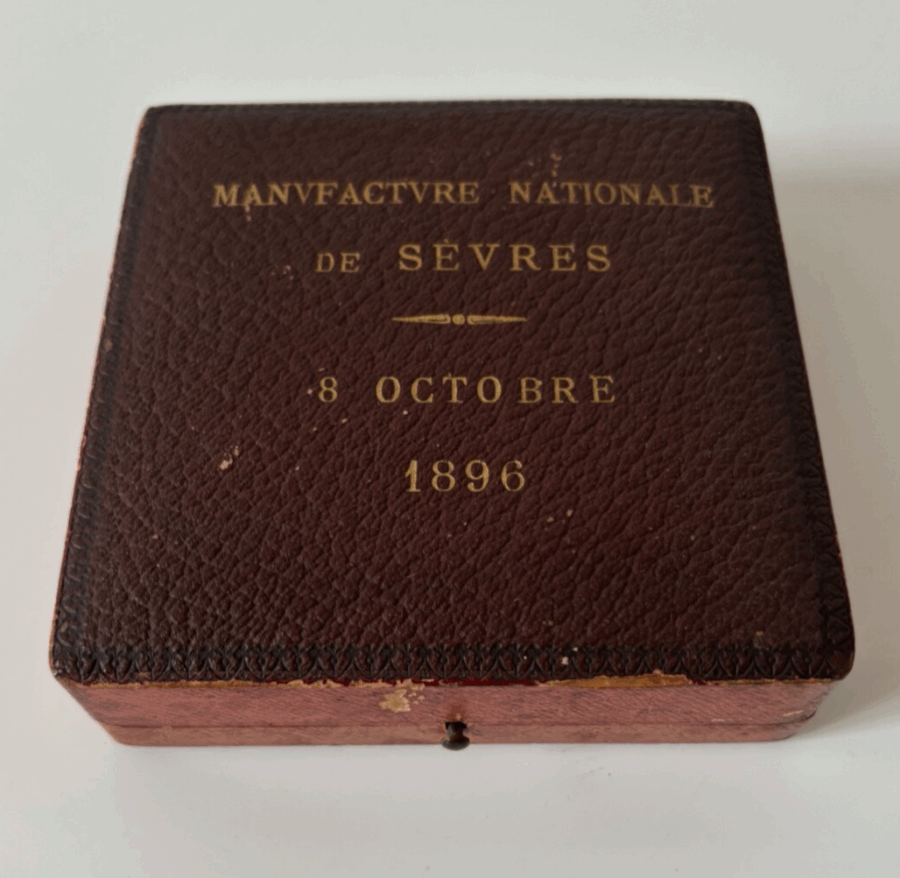 MANVFACTVRE NATIONALE
DE SÈVRES
8 OCTOBRE
1896